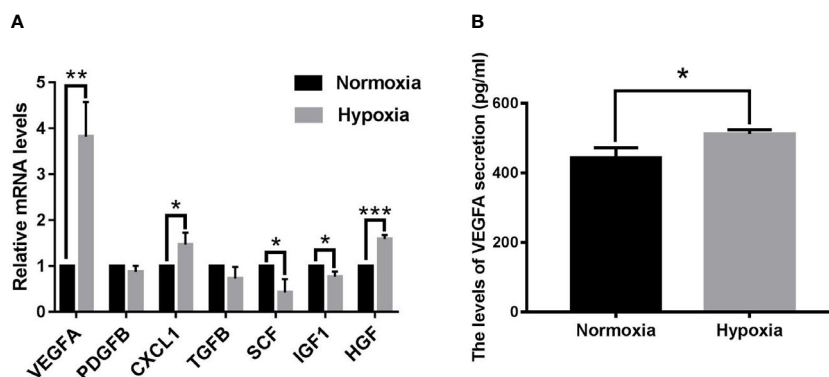 A
Relative mRNA levels
5
4
3
2
1
0
**
*
*
*
***
Normoxia
Hypoxia
VEGFA
PDGFB
CXCL1
TGFB
SCF
IGF1
HGF
B
The levels of VEGFA secretion (pg/ml)
600
400
200
0
*
Normoxia
Hypoxia